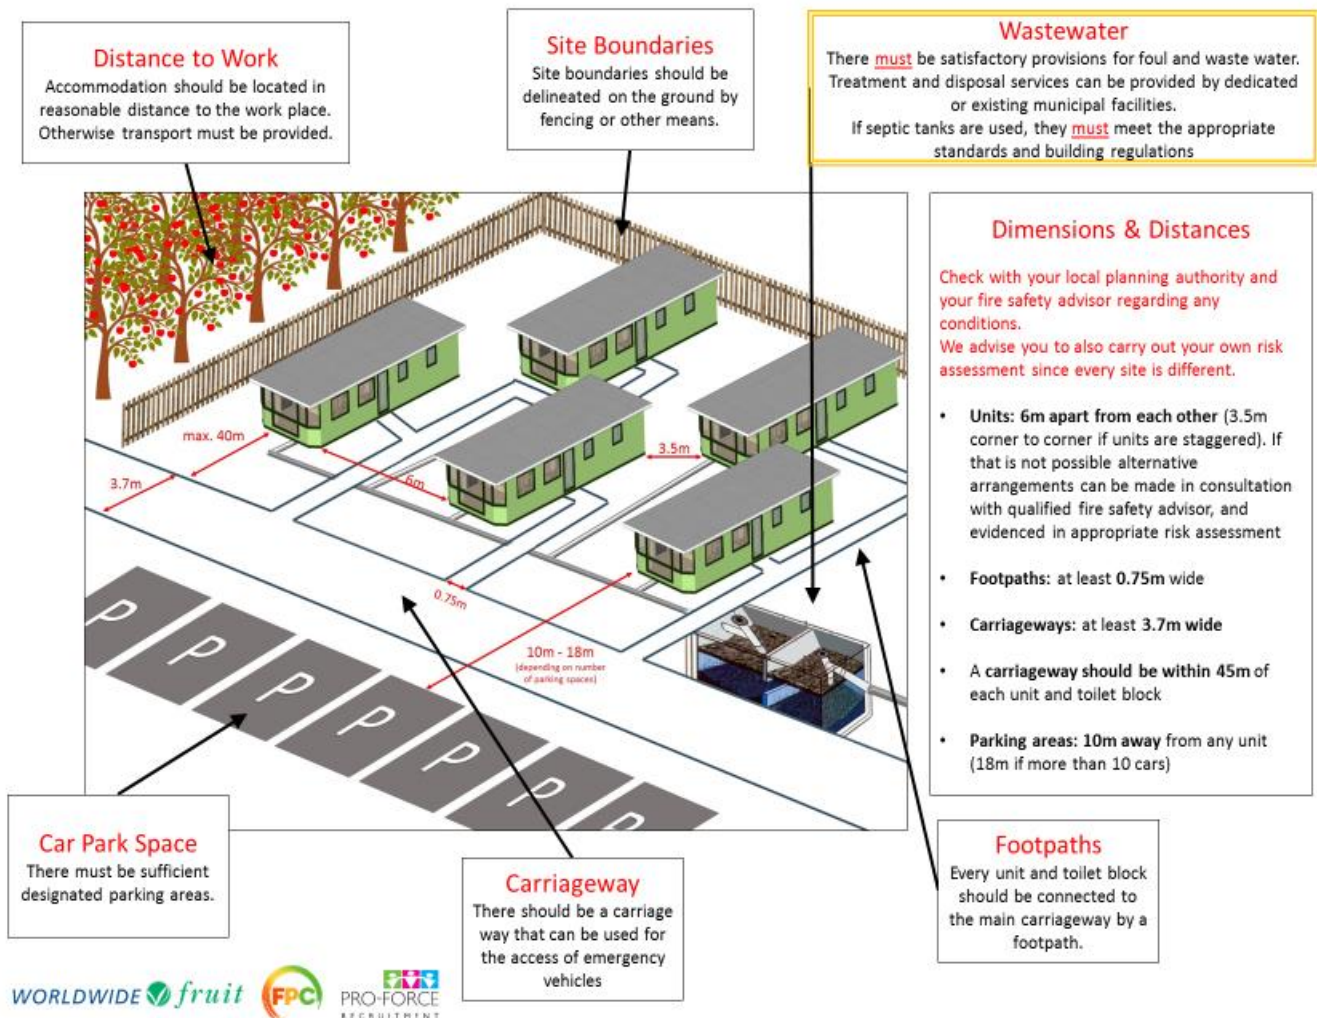 Distance to Work
Accommodation should be located in
reasonable distance to the work place.
Otherwise transport must be provided.
Site Boundaries
Site boundaries should be
delineated on the ground by
fencing or other means.
Wastewater
There must be satisfactory provisions for foul and waste water.
Treatment and disposal services can be provided by dedicated
or existing municipal facilities.
If septic tanks are used, they must meet the appropriate
standards and building regulations
Dimensions & Distances
Check with your local planning authority and
your fire safety advisor regarding any
conditions.
We advise you to also carry out your own risk
assessment since every site is different.
• Units: 6m apart from each other (3.5m
corner to corner if units are staggered). If
that is not possible alternative
arrangements can be made in consultation
with qualified fire safety advisor, and
evidenced in appropriate risk assessment
• Footpaths: at least 0.75m wide
• Carriageways: at least 3.7m wide
• A carriageway should be within 45m of
each unit and toilet block
• Parking areas: 10m away from any unit
(18m if more than 10 cars)
max. 40m
3.7m
6m
3.5m
0.75m
10m - 18m
(depending on number
of parking spaces)
P
P
P
P
P
P
P
Car Park Space
There must be sufficient
designated parking areas.
Carriageway
There should be a carriage
way that can be used for
the access of emergency
vehicles
Footpaths
Every unit and toilet block
should be connected to
the main carriageway by a
footpath.
WORLDWIDE fruit
FPC
PRO-FORCE
RECRUITMENT